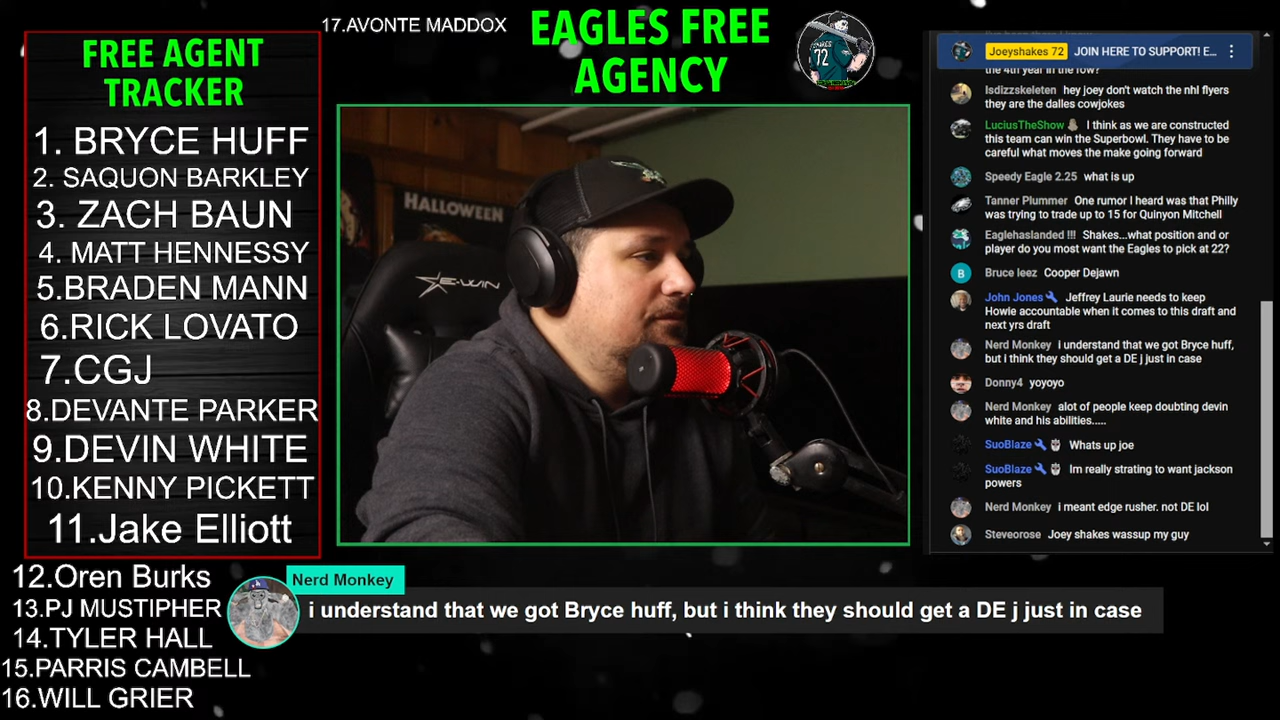 17.AVONTE MADDOX
EAGLES FREE
AGENCY
FREE AGENT
TRACKER
1. BRYCE HUFF
2. SAQUON BARKLEY
3. ZACH BAUN
4. MATT HENNESSY
5.BRADEN MANN
6.RICK LOVATO
7.CGJ
8.DEVANTE PARKER
9.DEVIN WHITE
10.KENNY PICKETT
11.Jake Elliott
12.Oren Burks
13.PJ MUSTIPHER
14.TYLER HALL
15.PARRIS CAMBELL
16.WILL GRIER
SHAKES
72
HALLOWEEN
E-WIN
Joeyshakes 72 JOIN HERE TO SUPPORT! E...
the 4th year in the row?
Isdizzskeleten hey joey don't watch the nhl flyers
they are the dalles cowjokes
LuciusTheShow I think as we are constructed
this team can win the Superbowl. They have to be
careful what moves the make going forward
Speedy Eagle 2.25 what is up
Tanner Plummer One rumor I heard was that Philly
was trying to trade up to 15 for Quinyon Mitchell
Eaglehaslanded !!! Shakes...what position and or
player do you most want the Eagles to pick at 22?
B
Bruce leez Cooper Dejawn
John Jones Jeffrey Laurie needs to keep
Howie accountable when it comes to this draft and
next yrs draft
Nerd Monkey i understand that we got Bryce huff,
but i think they should get a DE j just in case
Donny4 yoyoyo
Nerd Monkey alot of people keep doubting devin
white and his abilities.....
SuoBlaze Whats up joe
SuoBlaze Im really strating to want jackson
powers
Nerd Monkey i meant edge rusher. not DE lol
Steveorose Joey shakes wassup my guy
Nerd Monkey
i understand that we got Bryce huff, but i think they should get a DE j just in case